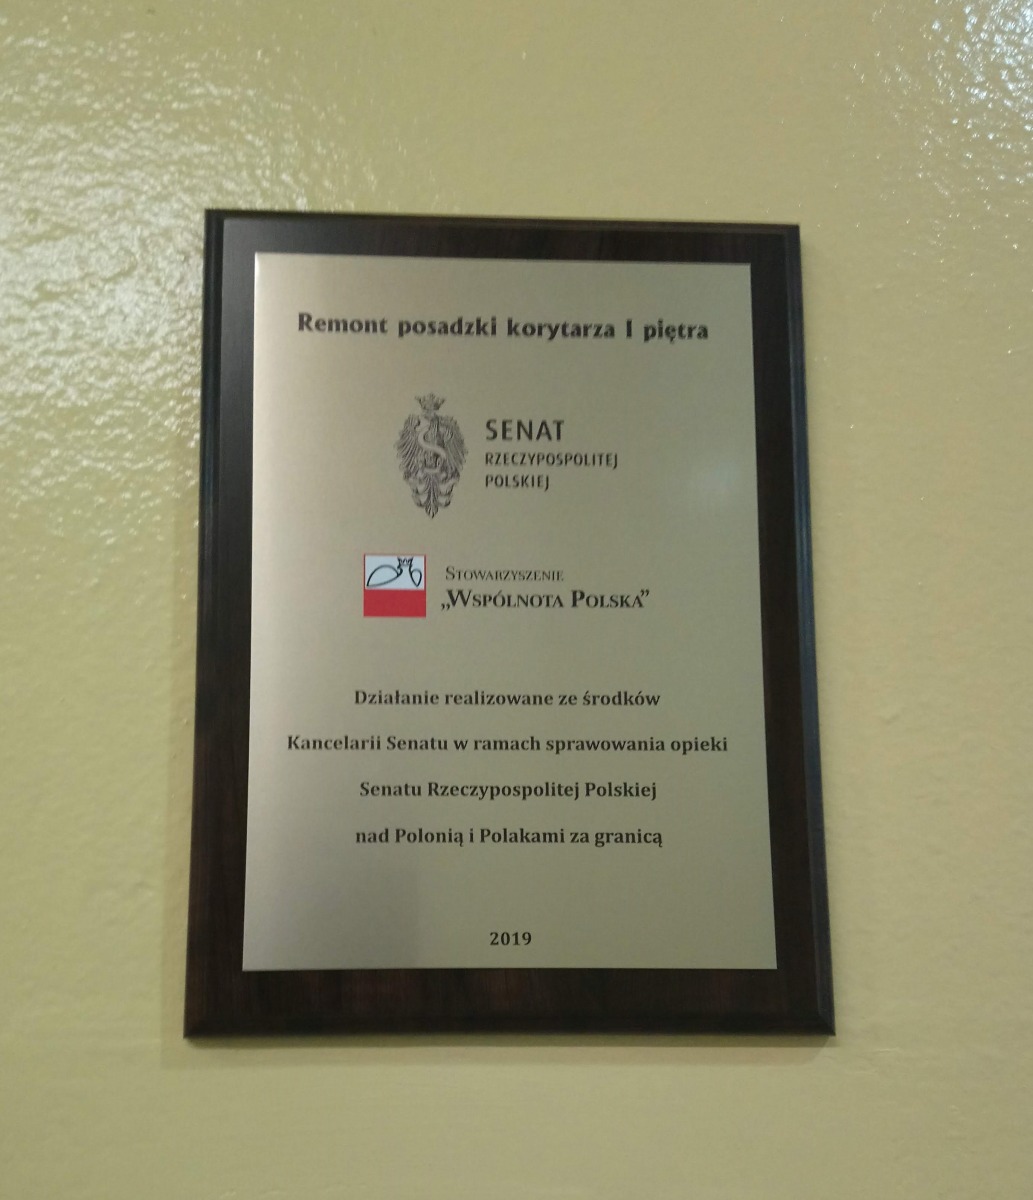 Remont posadzki korytarza I piętra
SENAT
RZECZYPOSPOLITEJ
POLSKIEJ
STOWARZYSZENIE
„WSPÓLNOTA POLSKA”
Działanie realizowane ze środków
Kancelarii Senatu w ramach sprawowania opieki
Senatu Rzeczypospolitej Polskiej
nad Polonią i Polakami za granicą
2019